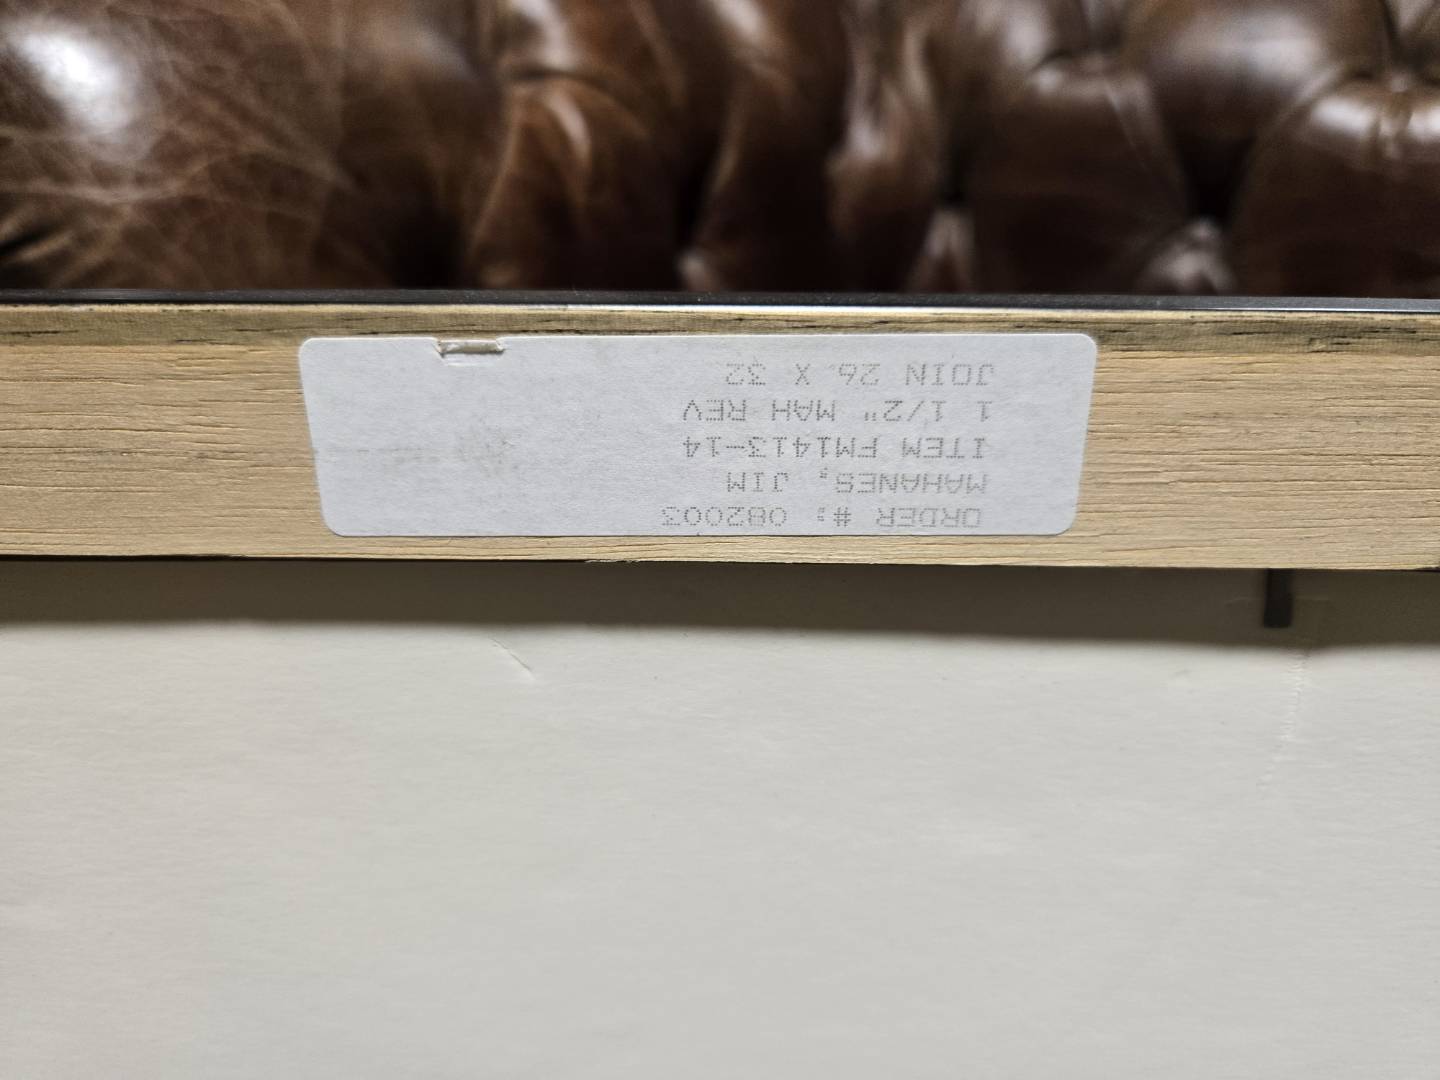 ORDER #: 082003
MAHANES, JIM
ITEM FM1413-14
1 1/2" MAH REV
JOIN 26 X 32